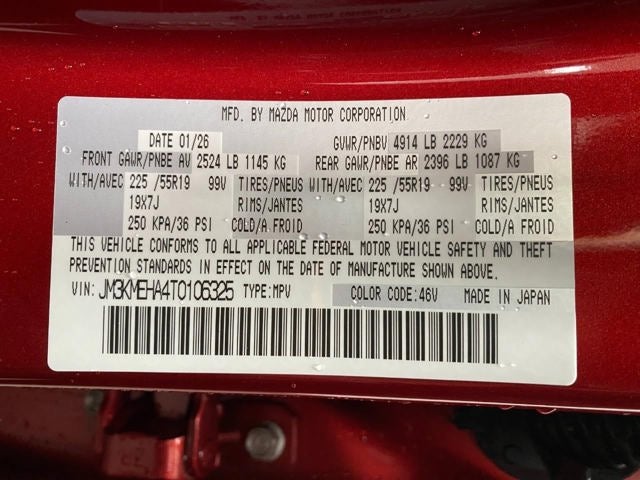 MFD. BY MAZDA MOTOR CORPORATION
DATE 01/26 GVWR/PNBV 4914 LB 2229 KG
FRONT GAWR/PNBE AV 2524 LB 1145 KG REAR GAWR/PNBE AR 2396 LB 1087 KG
WITH/AVEC 225 /55R19 99V TIRES/PNEUS WITH/AVEC 225 /55R19 99V TIRES/PNEUS
19X7J RIMS/JANTES 19X7J RIMS/JANTES
250 KPA/36 PSI COLD/A FROID 250 KPA/36 PSI COLD/A FROID
THIS VEHICLE CONFORMS TO ALL APPLICABLE FEDERAL MOTOR VEHICLE SAFETY AND THEFT
PREVENTION STANDARDS IN EFFECT ON THE DATE OF MANUFACTURE SHOWN ABOVE.
VIN: JM3KMEHA4T0106325 TYPE: MPV COLOR CODE: 46V MADE IN JAPAN